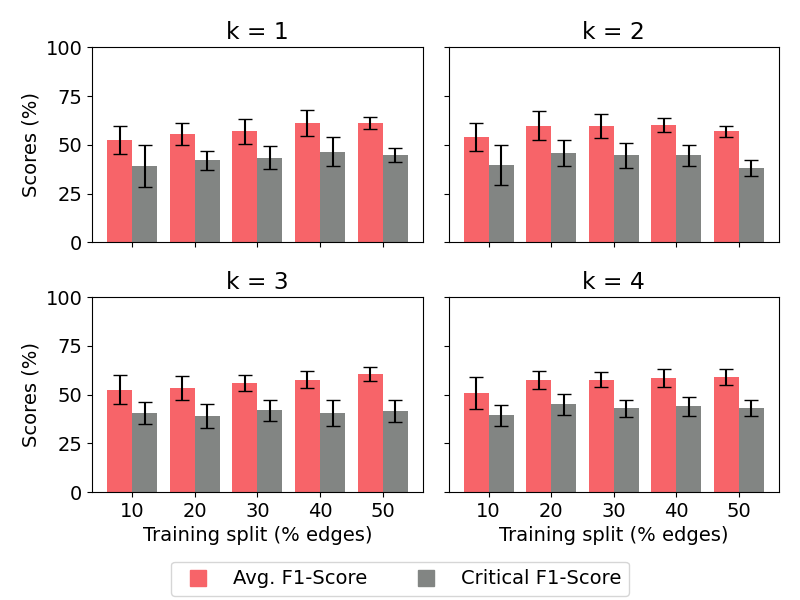 k = 1
k = 2
100
75
50
25
0
Scores (%)
k = 3
k = 4
100
75
50
25
0
Scores (%)
10 20 30 40 50
10 20 30 40 50
Training split (% edges)
Training split (% edges)
Avg. F1-Score
Critical F1-Score